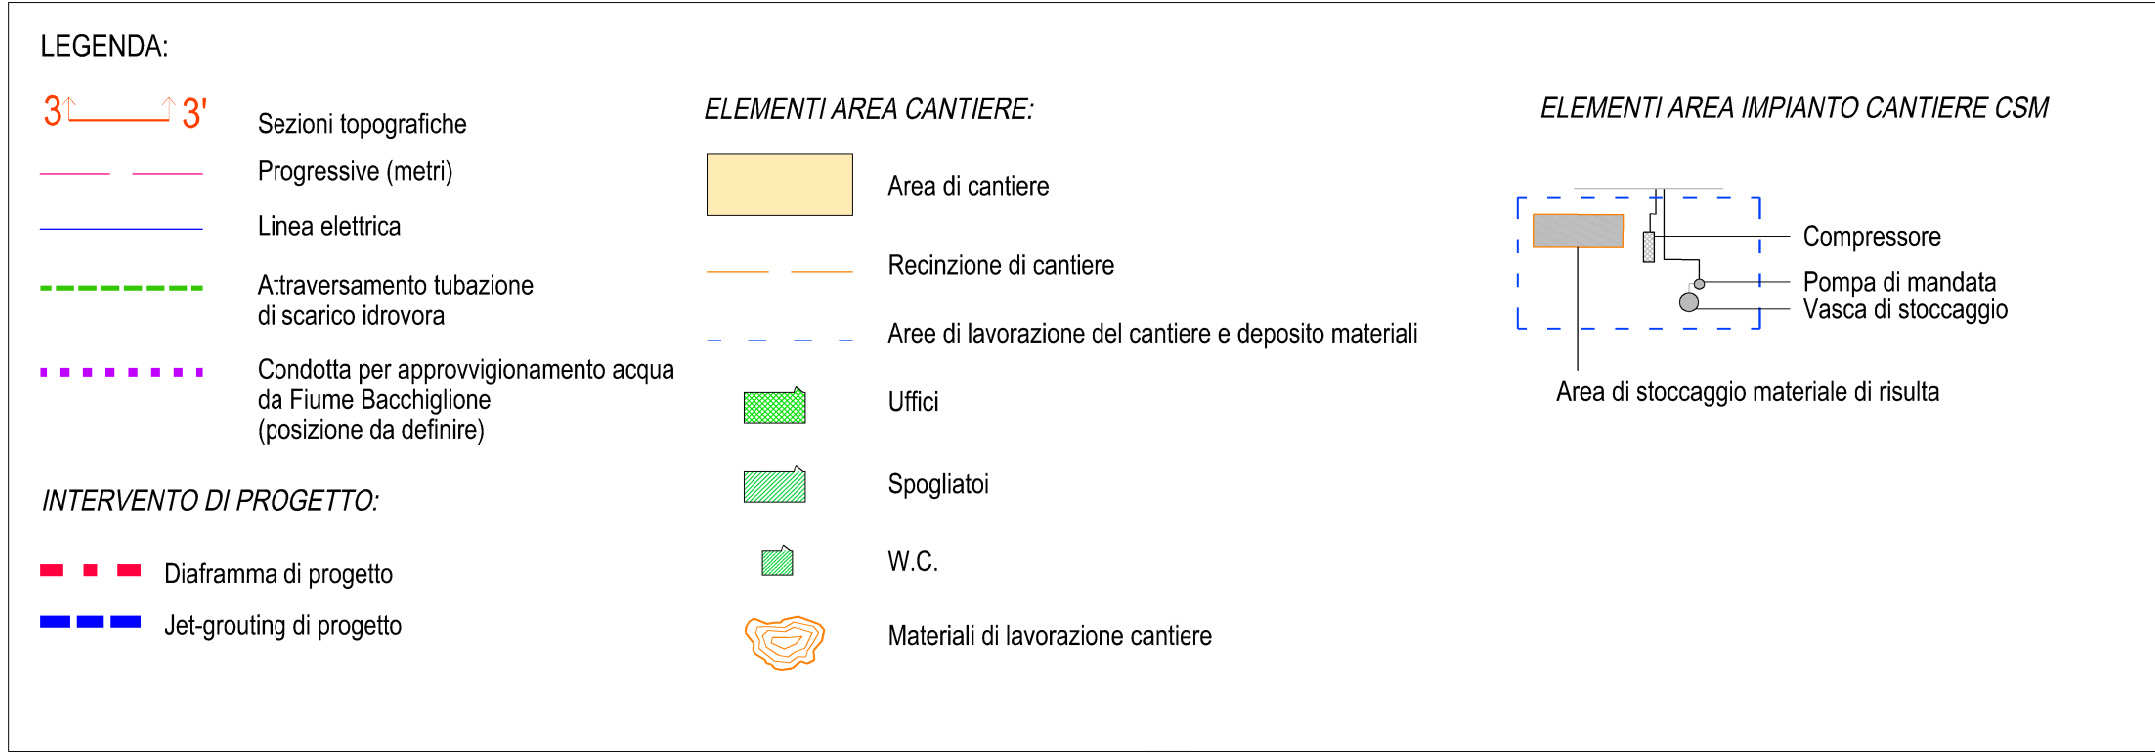 LEGENDA:
3 3'
Sezioni topografiche
Progressive (metri)
Linea elettrica
Attraversamento tubazione
di scarico idrovora
Condotta per approvvigionamento acqua
da Fiume Bacchiglione
(posizione da definire)
INTERVENTO DI PROGETTO:
Diaframma di progetto
Jet-grouting di progetto
ELEMENTI AREA CANTIERE:
Area di cantiere
Recinzione di cantiere
Aree di lavorazione del cantiere e deposito materiali
Uffici
Spogliatoi
W.C.
Materiali di lavorazione cantiere
ELEMENTI AREA IMPIANTO CANTIERE CSM
Compressore
Pompa di mandata
Vasca di stoccaggio
Area di stoccaggio materiale di risulta